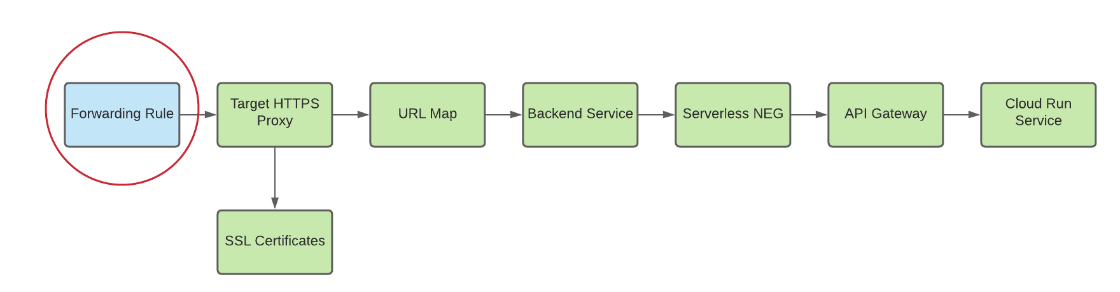 Forwarding Rule
Target HTTPS
Proxy
URL Map
Backend Service
Serverless NEG
API Gateway
Cloud Run
Service
SSL Certificates